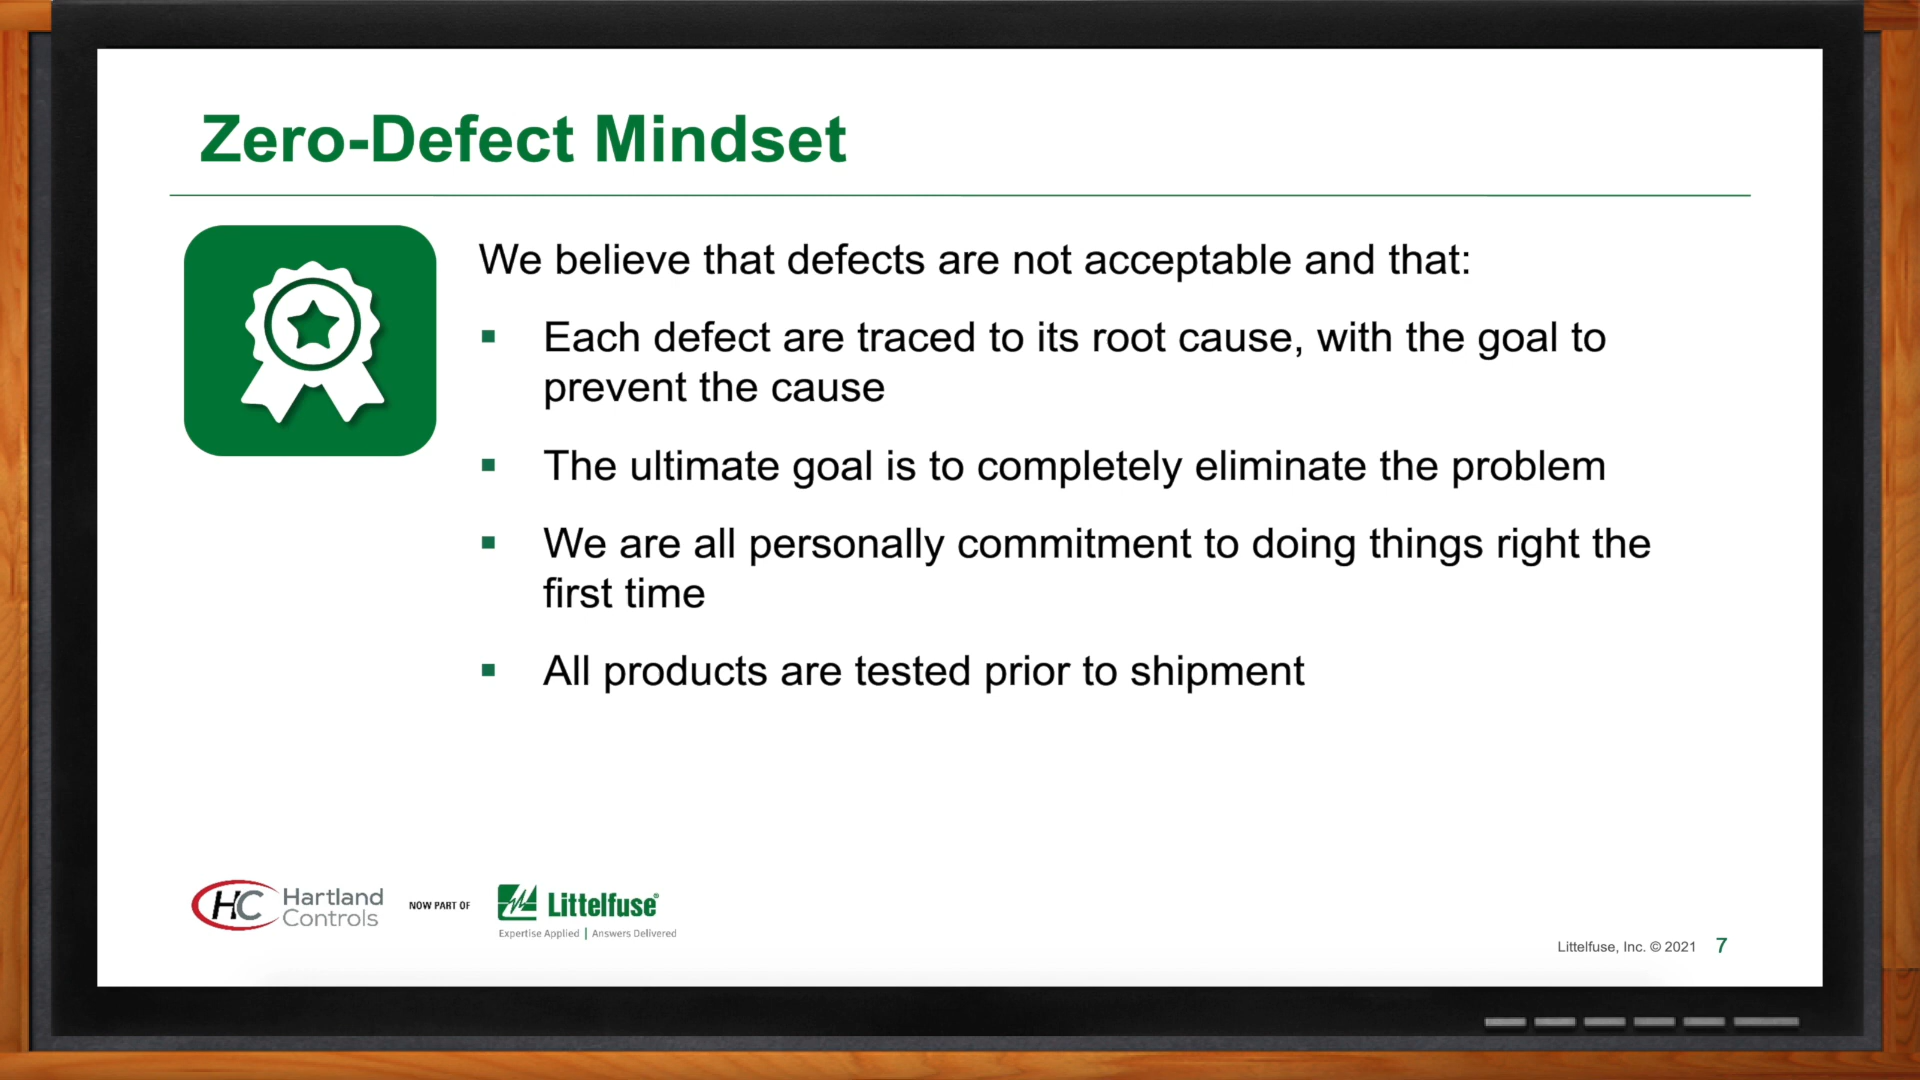 Zero-Defect Mindset
We believe that defects are not acceptable and that:
▪ Each defect are traced to its root cause, with the goal to
prevent the cause
▪ The ultimate goal is to completely eliminate the problem
▪ We are all personally commitment to doing things right the
first time
▪ All products are tested prior to shipment
HC Hartland
Controls
NOW PART OF
Littelfuse®
Expertise Applied | Answers Delivered
Littelfuse, Inc. © 2021 7